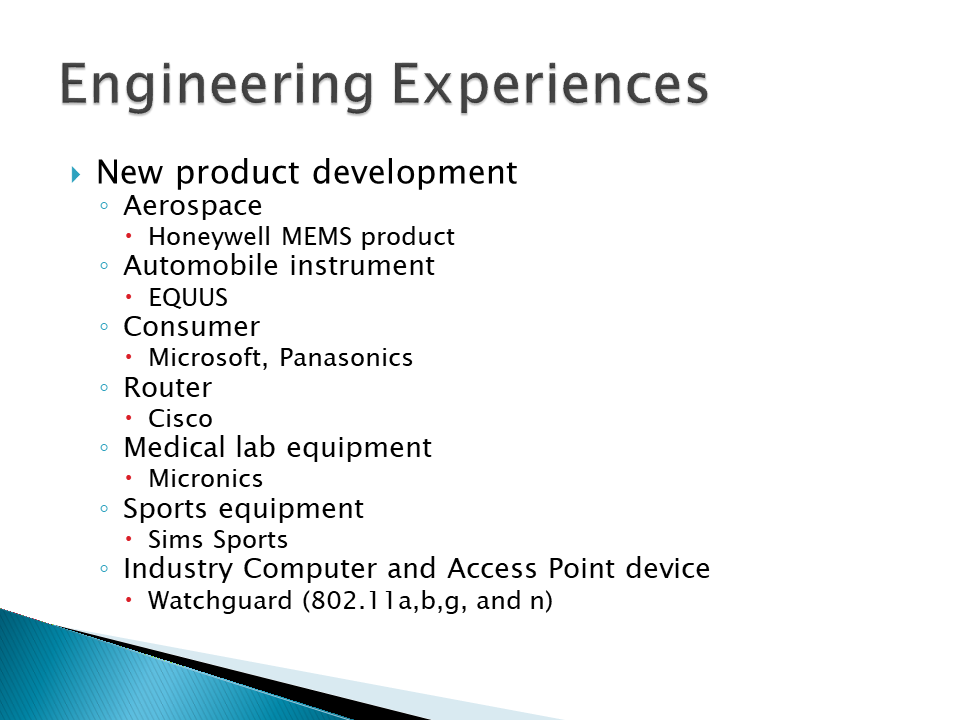 Engineering Experiences
New product development
Aerospace
Honeywell MEMS product
Automobile instrument
EQUUS
Consumer
Microsoft, Panasonics
Router
Cisco
Medical lab equipment
Micronics
Sports equipment
Sims Sports
Industry Computer and Access Point device
Watchguard (802.11a,b,g, and n)